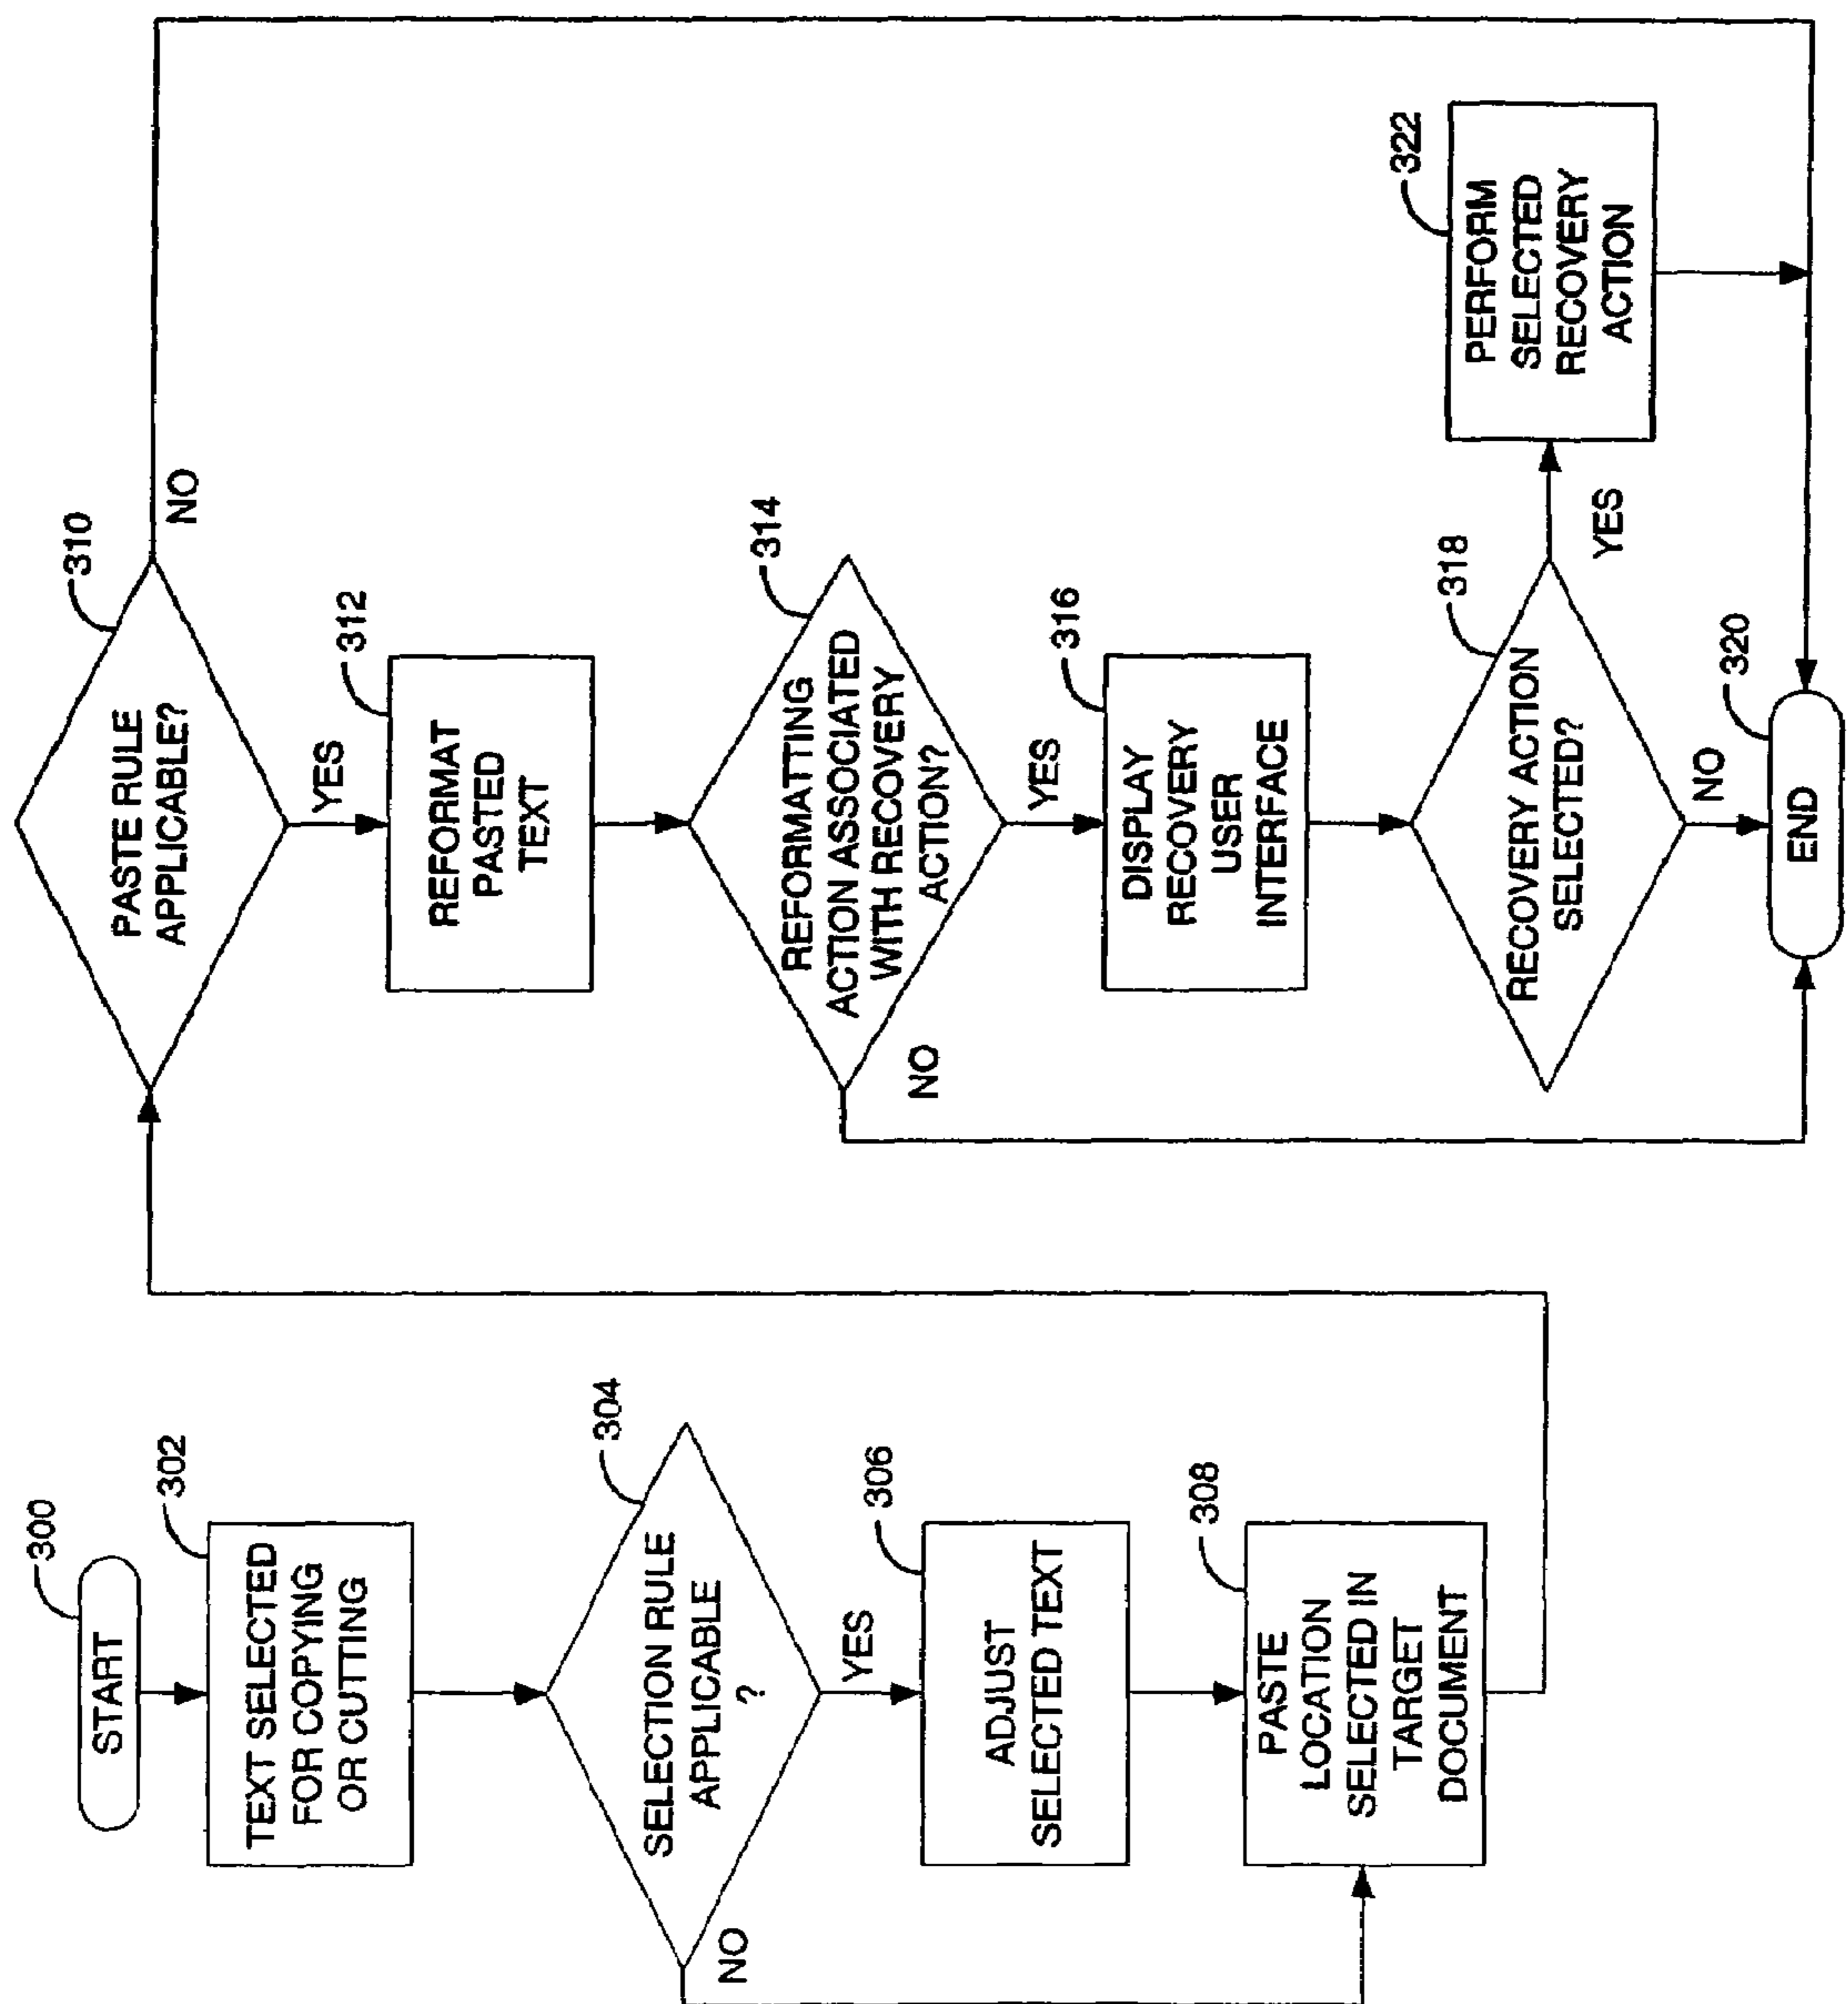 300
START
302
TEXT SELECTED
FOR COPYING
OR CUTTING
304
SELECTION RULE
APPLICABLE
?
NO
YES
306
ADJUST
SELECTED TEXT
308
PASTE
LOCATION
SELECTED IN
TARGET
DOCUMENT
310
PASTE RULE
APPLICABLE?
NO
YES
312
REFORMAT
PASTED
TEXT
314
REFORMATTING
ACTION ASSOCIATED
WITH RECOVERY
ACTION?
NO
YES
316
DISPLAY
RECOVERY
USER
INTERFACE
318
RECOVERY ACTION
SELECTED?
YES
NO
322
PERFORM
SELECTED
RECOVERY
ACTION
320
END